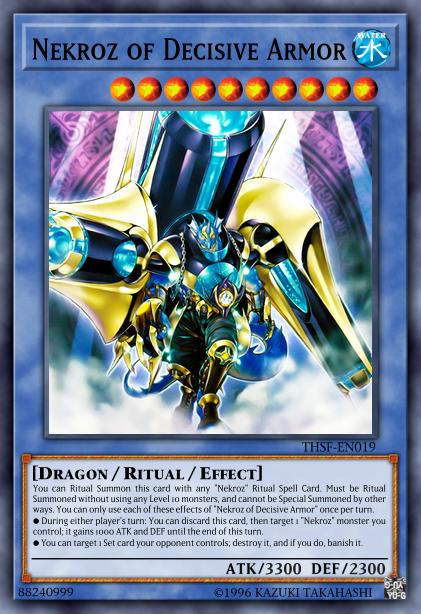 NEKROZ OF DECISIVE ARMOR
WATER
水
THSF-EN019
[DRAGON / RITUAL / EFFECT]
You can Ritual Summon this card with any "Nekroz" Ritual Spell Card. Must be Ritual
Summoned without using any Level 10 monsters, and cannot be Special Summoned by other
ways. You can only use each of these effects of "Nekroz of Decisive Armor" once per turn.
● During either player's turn: You can discard this card, then target 1 "Nekroz" monster you
control; it gains 1000 ATK and DEF until the end of this turn.
● You can target 1 Set card your opponent controls; destroy it, and if you do, banish it.
ATK/3300 DEF/2300
88240999
©1996 KAZUKI TAKAHASHI